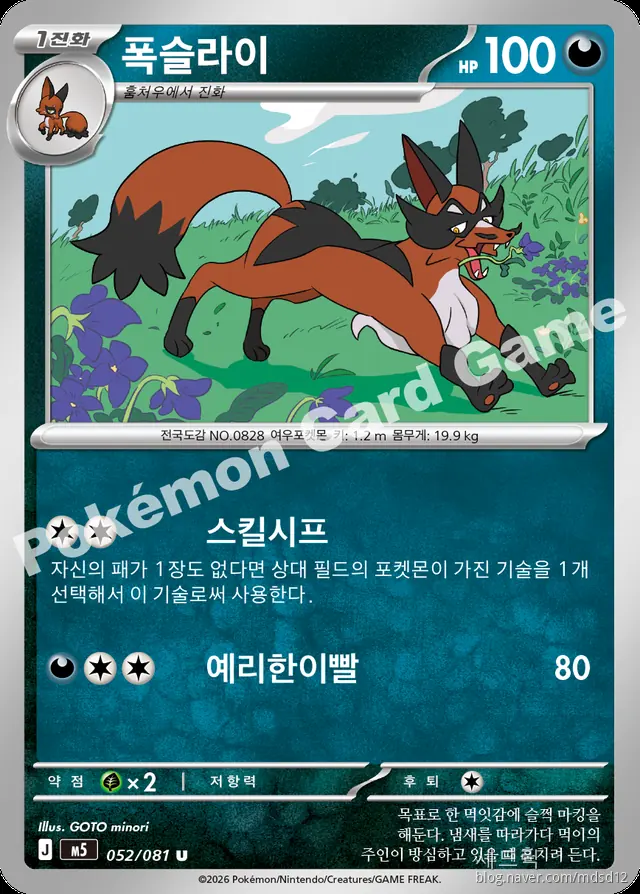 1진화
폭슬라이
HP 100
훔처우에서 진화
전국도감 NO.0828 여우포켓몬 키: 1.2 m 몸무게: 19.9 kg
Pokémon Card Game
스킬시프
자신의 패가 1장도 없다면 상대 필드의 포켓몬이 가진 기술을 1개
선택해서 이 기술로써 사용한다.
예리한이빨 80
약점 ×2 저항력 후퇴
Illus. GOTO minori
목표로 한 먹잇감에 슬쩍 마킹을
해둔다. 냄새를 따라가다 먹이의
주인이 방심하고 있을 때 훔치려 든다.
J m5 052/081 U
©2026 Pokémon/Nintendo/Creatures/GAME FREAK.
blog.naver.com/mdsd12